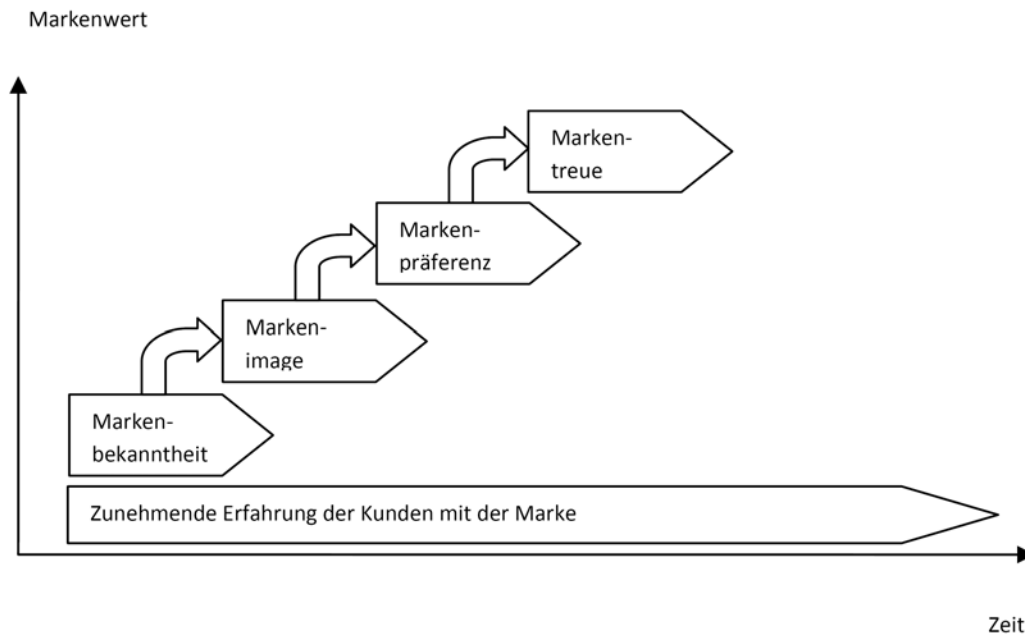 Markenwert
Marken-
treue
Marken-
präferenz
Marken-
image
Marken-
bekanntheit
Zunehmende Erfahrung der Kunden mit der Marke
Zeit